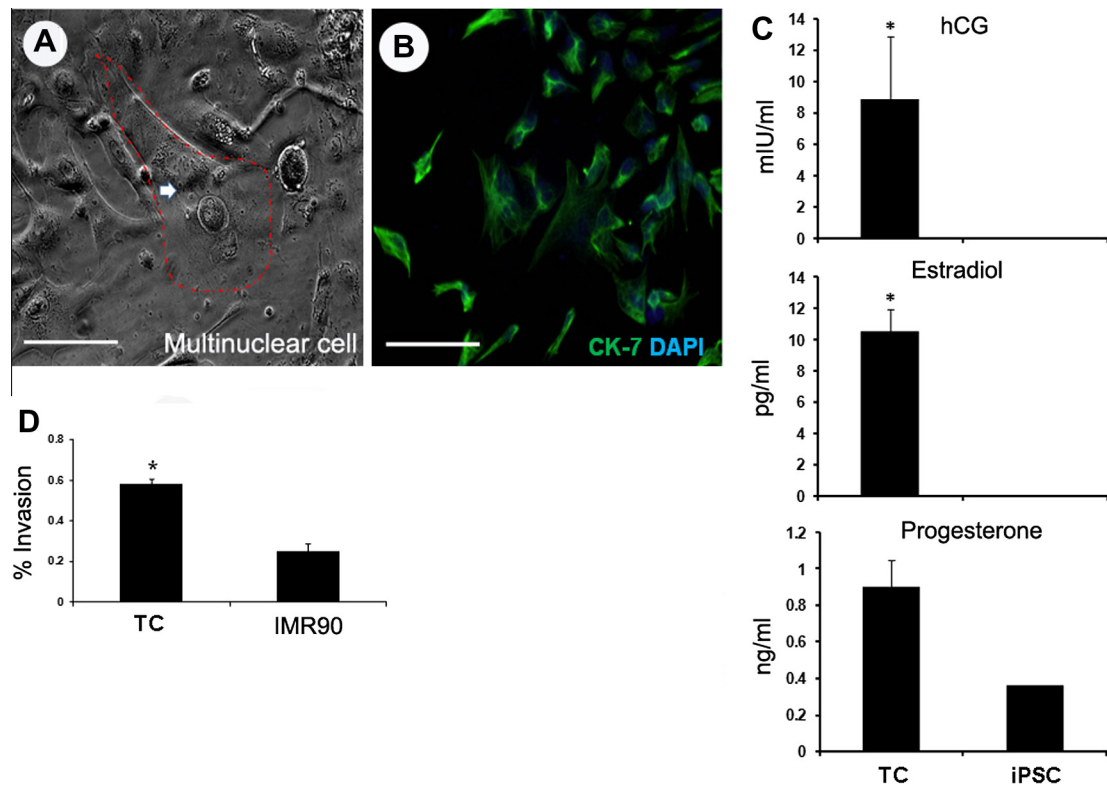 A
Multinuclear cell
B
CK-7 DAPI
C
hCG
mIU/ml
14
12
10
8
6
4
2
0
*
Estradiol
pg/ml
14
12
10
8
6
4
2
0
*
Progesterone
ng/ml
1.2
1
0.8
0.6
0.4
0.2
0
TC iPSC
D
% Invasion
0.8
0.6
0.4
0.2
0
*
TC IMR90